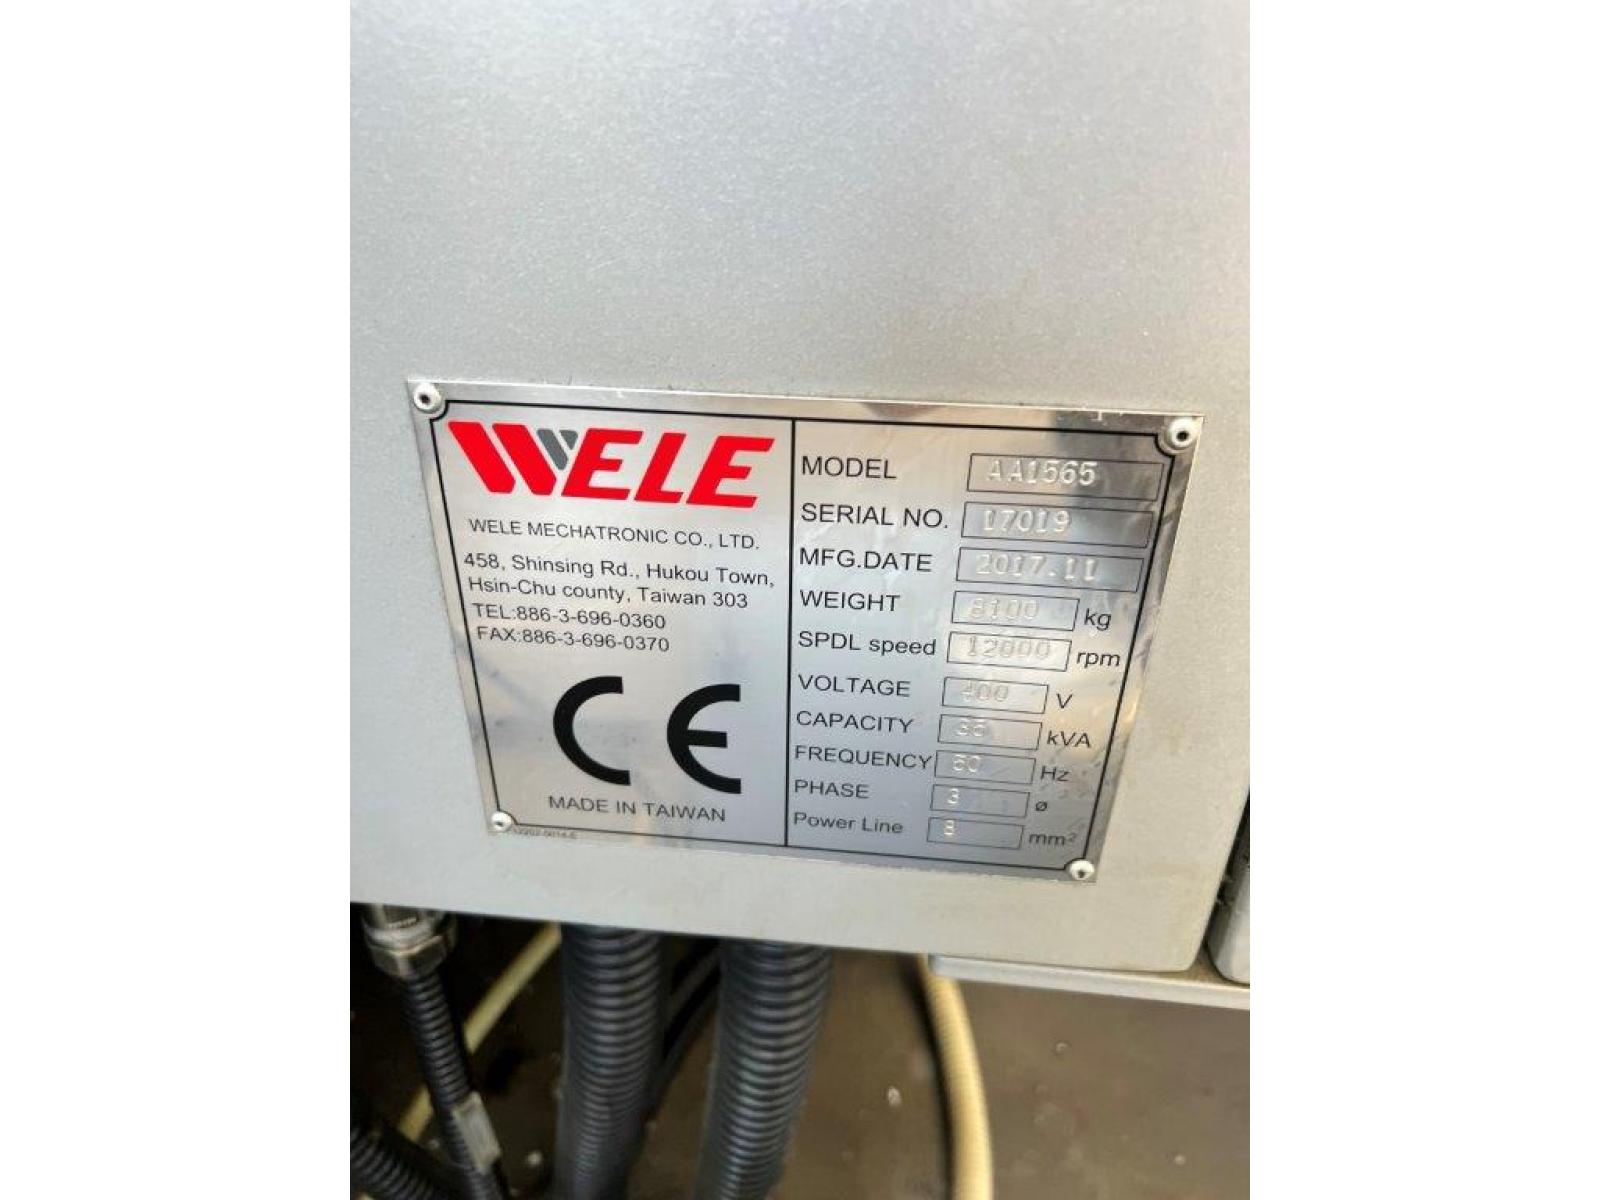 WELE
WELE MECHATRONIC CO., LTD.
458, Shinsing Rd., Hukou Town,
Hsin-Chu county, Taiwan 303
TEL:886-3-696-0360
FAX:886-3-696-0370
CE
MADE IN TAIWAN
MODEL AA1565
SERIAL NO. 17019
MFG.DATE 2017.11
WEIGHT 8100 kg
SPDL speed 12000 rpm
VOLTAGE 400 V
CAPACITY kVA
FREQUENCY Hz
PHASE 3 ø
Power Line 8 mm²